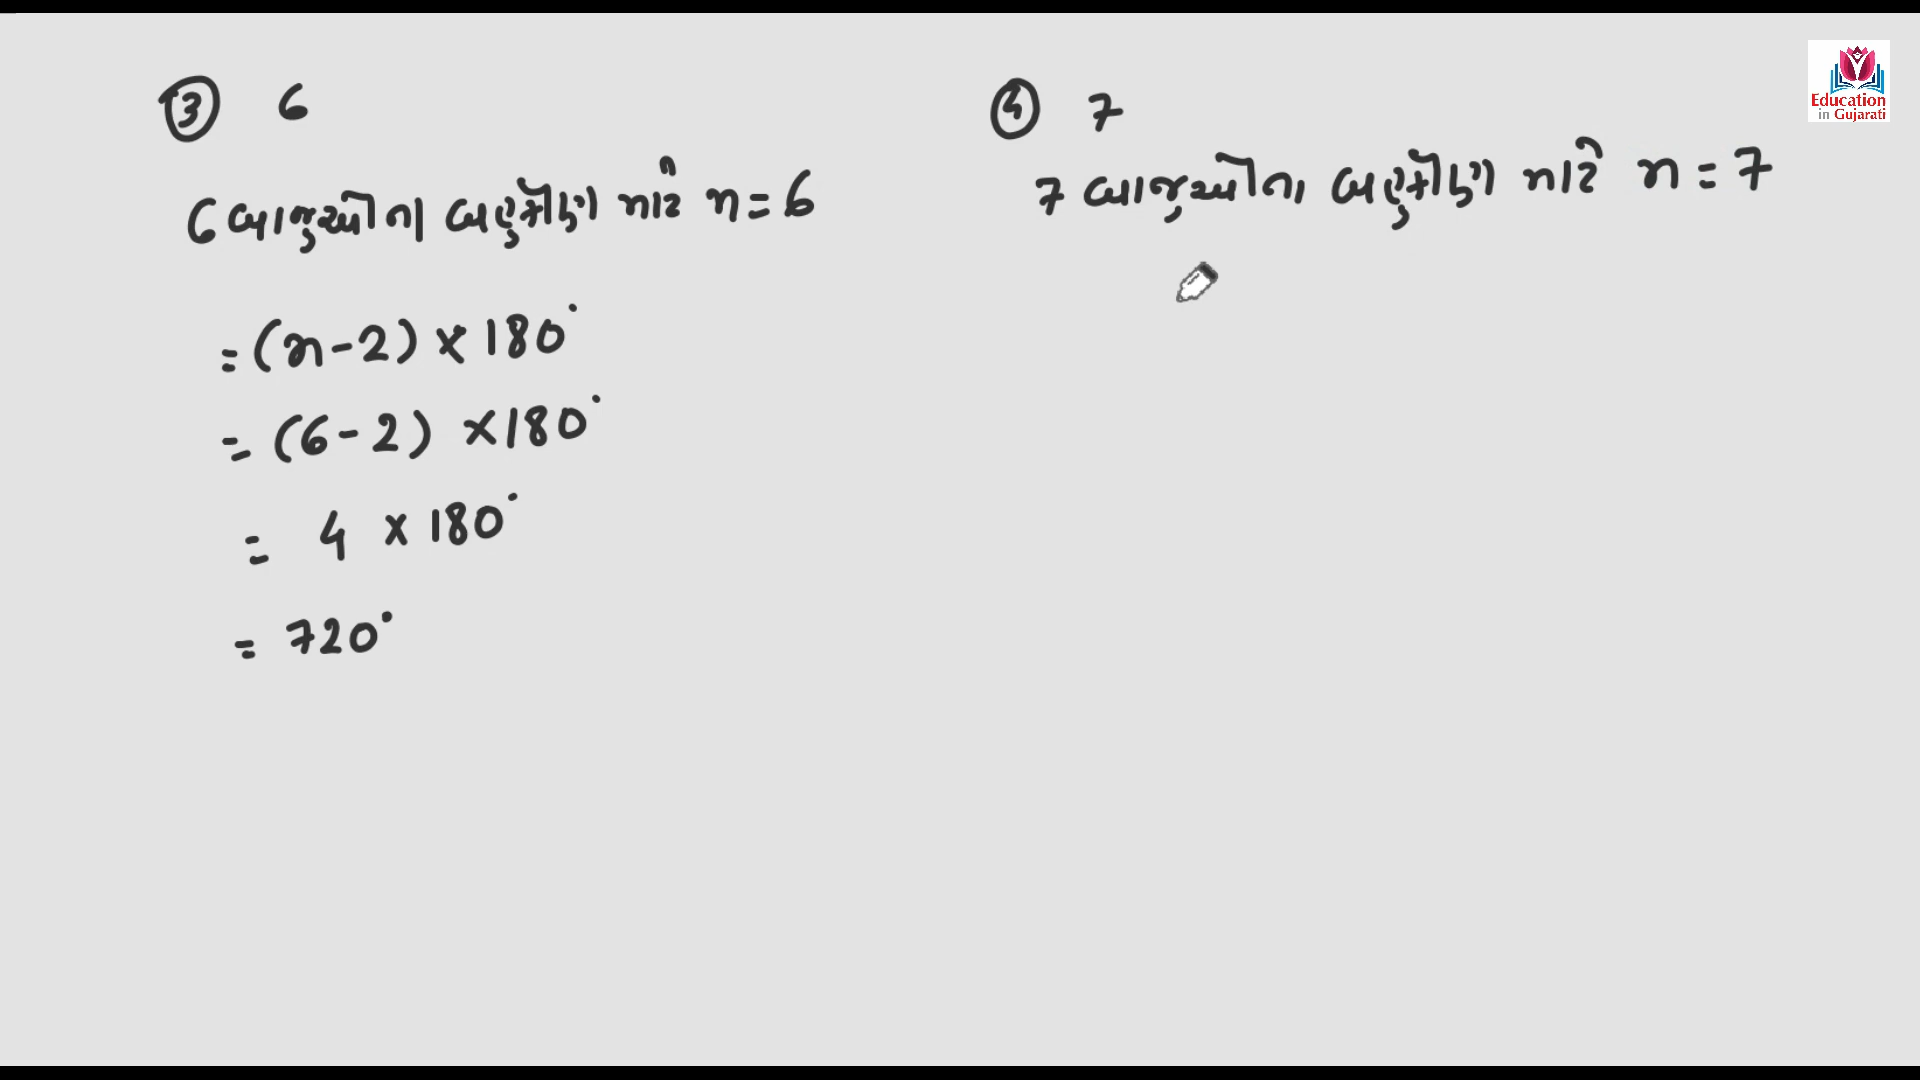 ③ 6
6 બાજુઓના બહુકોણ માટે n = 6
= (n - 2) × 180°
= (6 - 2) × 180°
= 4 × 180°
= 720°
④ 7
7 બાજુઓના બહુકોણ માટે n = 7
Education
in Gujarati